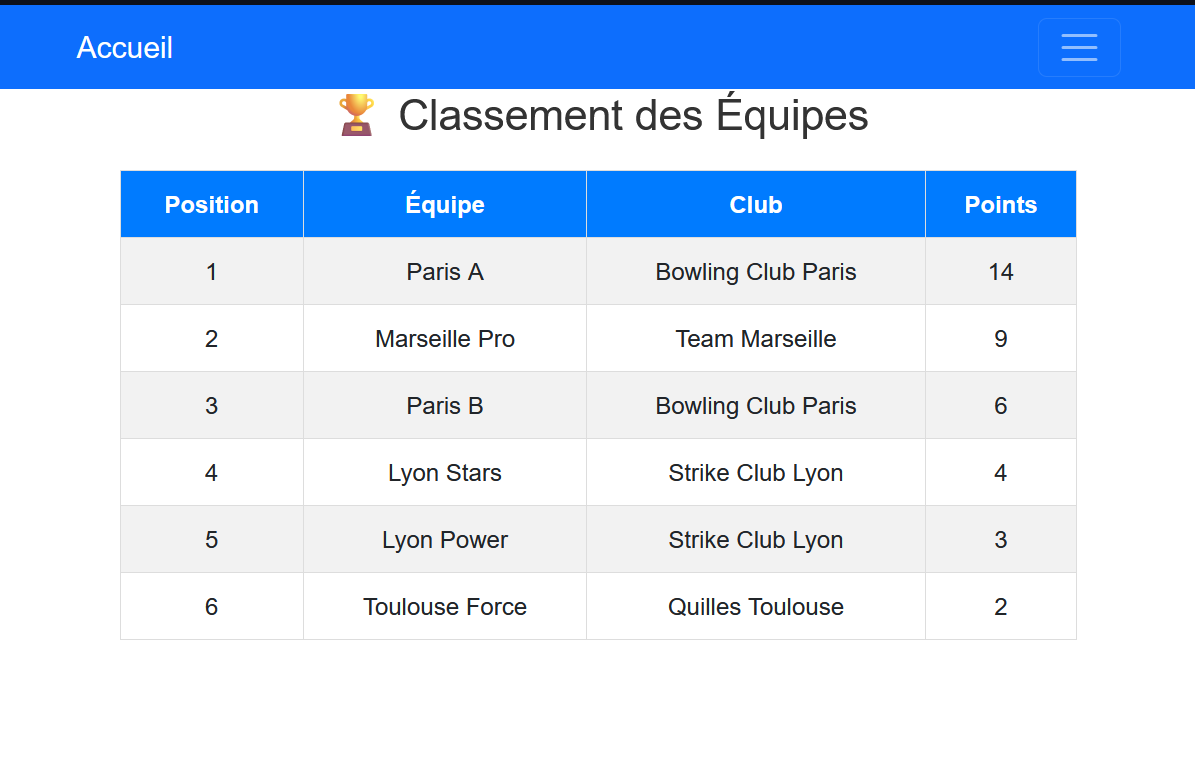 Accueil
🏆 Classement des Équipes
Position Équipe Club Points
1 Paris A Bowling Club Paris 14
2 Marseille Pro Team Marseille 9
3 Paris B Bowling Club Paris 6
4 Lyon Stars Strike Club Lyon 4
5 Lyon Power Strike Club Lyon 3
6 Toulouse Force Quilles Toulouse 2